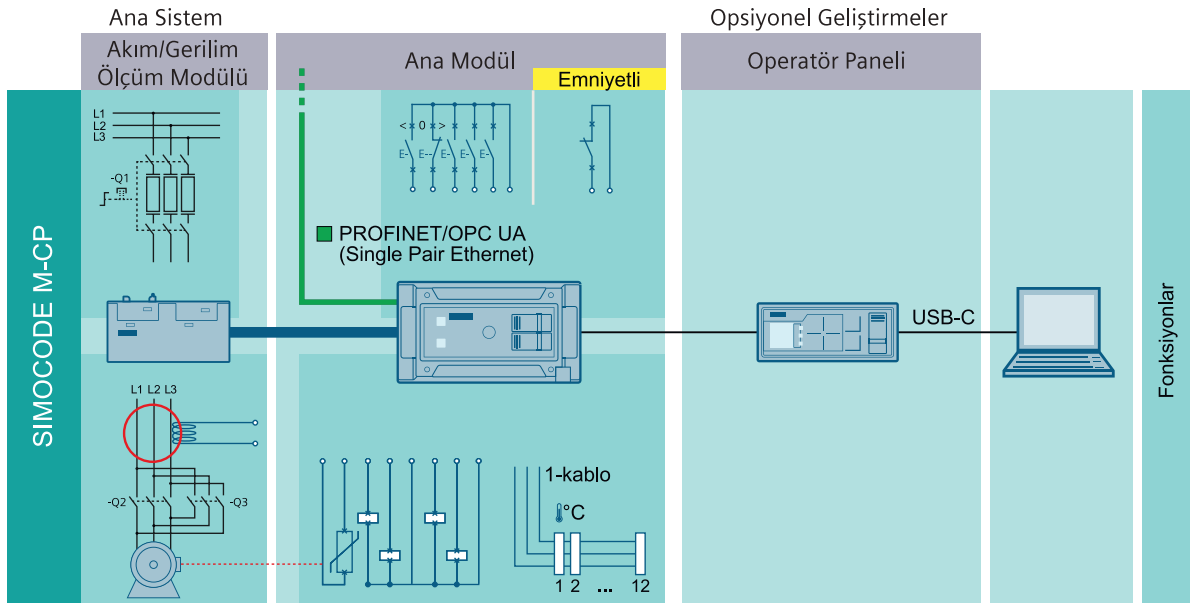 Ana Sistem
Opsiyonel Geliştirmeler
Akım/Gerilim
Ölçüm Modülü
Ana Modül
Operatör Paneli
Emniyetli
L1
L2
L3
< 0 >
E- E-- E- E- E-
-Q1
PROFINET/OPC UA
(Single Pair Ethernet)
SIMOCODE M-CP
USB-C
Fonksiyonlar
L1 L2 L3
-Q2
-Q3
1-kablo
°C
1 2 ... 12